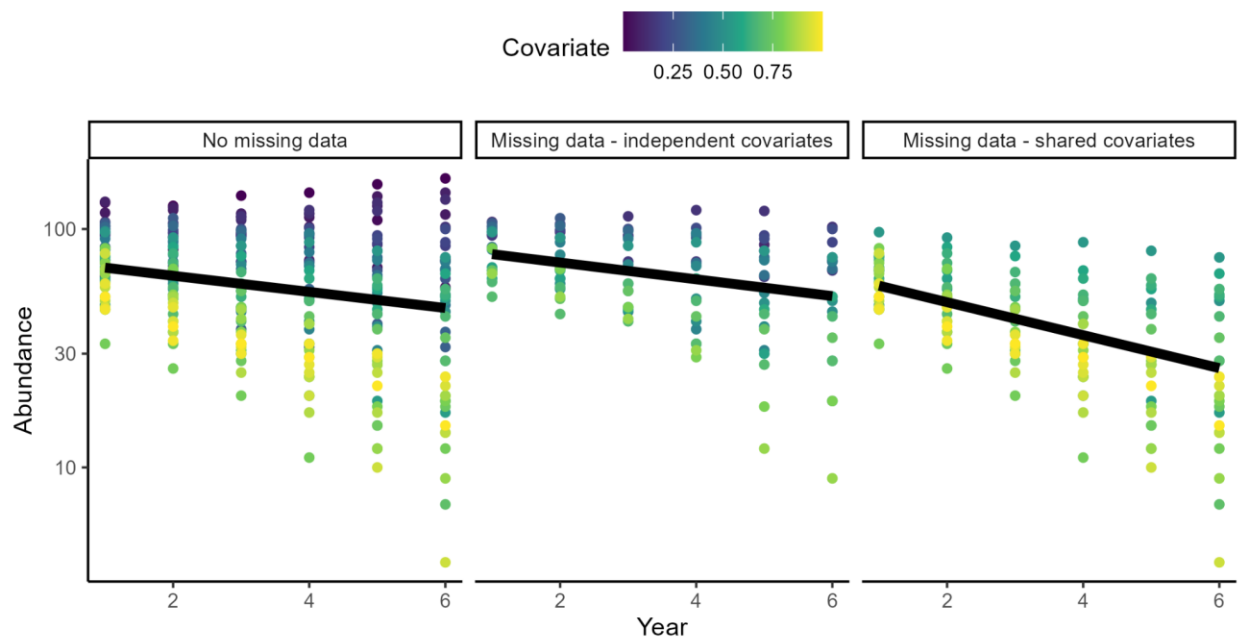 Covariate
0.25 0.50 0.75
No missing data
Missing data - independent covariates
Missing data - shared covariates
Abundance
100
30
10
2 4 6
2 4 6
2 4 6
Year